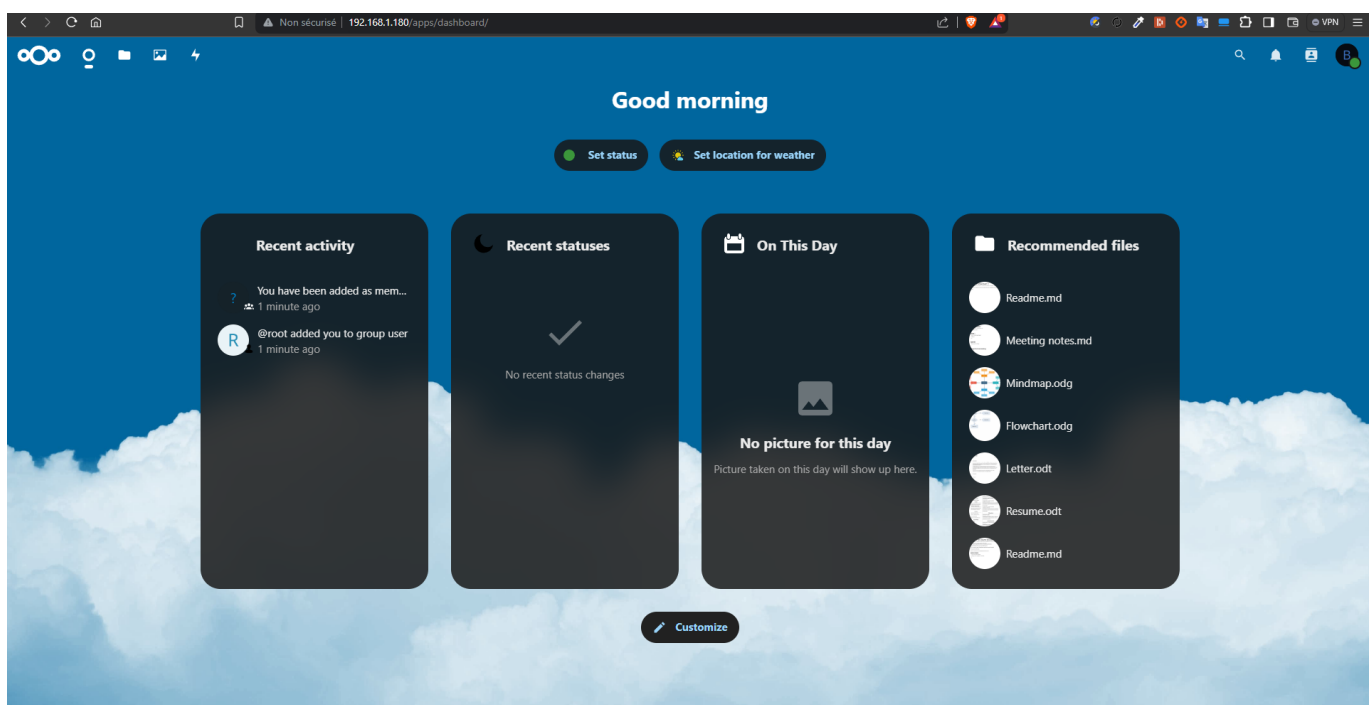 Non sécurisé | 192.168.1.180/apps/dashboard/
VPN
B
Good morning
Set status
Set location for weather
Recent activity
? You have been added as mem...
1 minute ago
R @root added you to group user
1 minute ago
Recent statuses
No recent status changes
On This Day
No picture for this day
Picture taken on this day will show up here.
Recommended files
Readme.md
Meeting notes.md
Mindmap.odg
Flowchart.odg
Letter.odt
Resume.odt
Readme.md
Customize